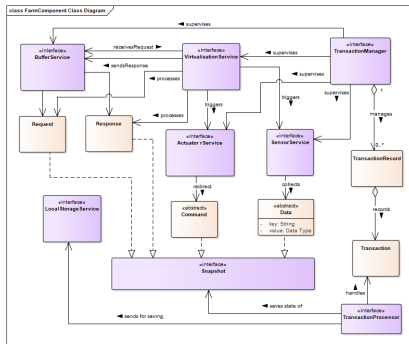 class FarmComponent Class Diagram
◄ supervises
«interface»
BufferService
◄ receivesRequest
◄ sendsResponse
«interface»
VirtualizationService
◄ supervises
◄ supervises
«interface»
TransactionManager
◄ processes
◄ processes
triggers
triggers
supervises
1
manages
0..*
Request
Response
«interface»
ActuatorService
«interface»
SensorService
TransactionRecord
redirect
collects
records
«abstract»
Command
«abstract»
Data
- key: String
- value: Data Type
«interface»
LocalStorageService
Transaction
«interface»
Snapshot
handles
◄ saves state of
◄ sends for saving
«interface»
TransactionProcessor